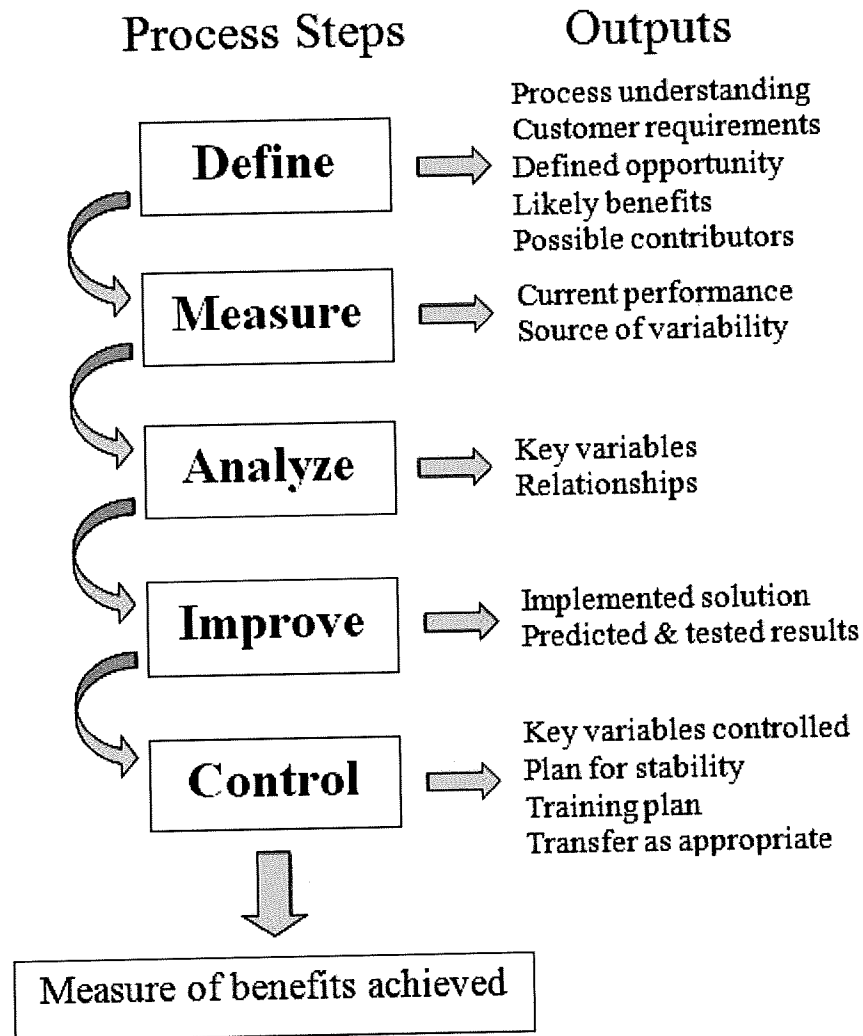 Process Steps
Outputs
Define
Process understanding
Customer requirements
Defined opportunity
Likely benefits
Possible contributors
Measure
Current performance
Source of variability
Analyze
Key variables
Relationships
Improve
Implemented solution
Predicted & tested results
Control
Key variables controlled
Plan for stability
Training plan
Transfer as appropriate
Measure of benefits achieved